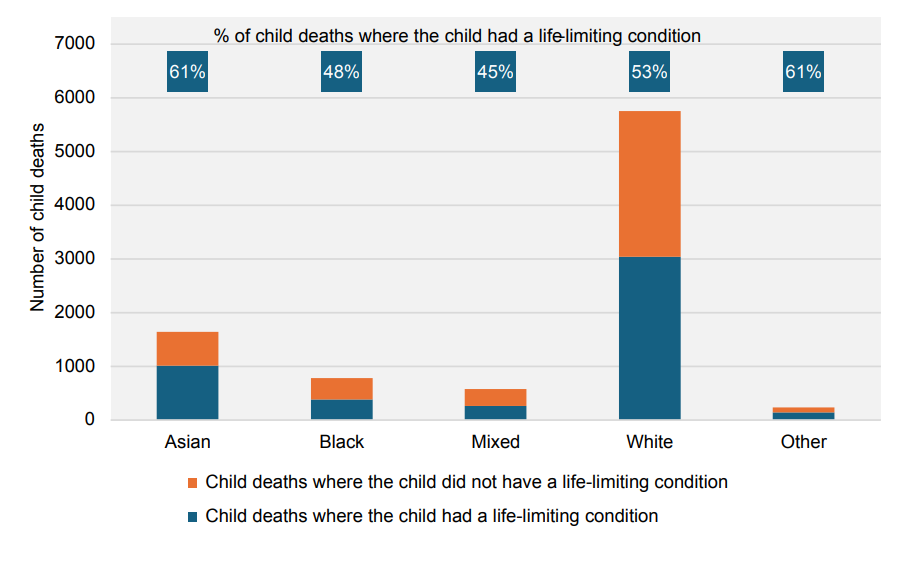 % of child deaths where the child had a life-limiting condition
7000
61% 48% 45% 53% 61%
6000
5000
4000
3000
2000
1000
0
Number of child deaths
Asian Black Mixed White Other
Child deaths where the child did not have a life-limiting condition
Child deaths where the child had a life-limiting condition